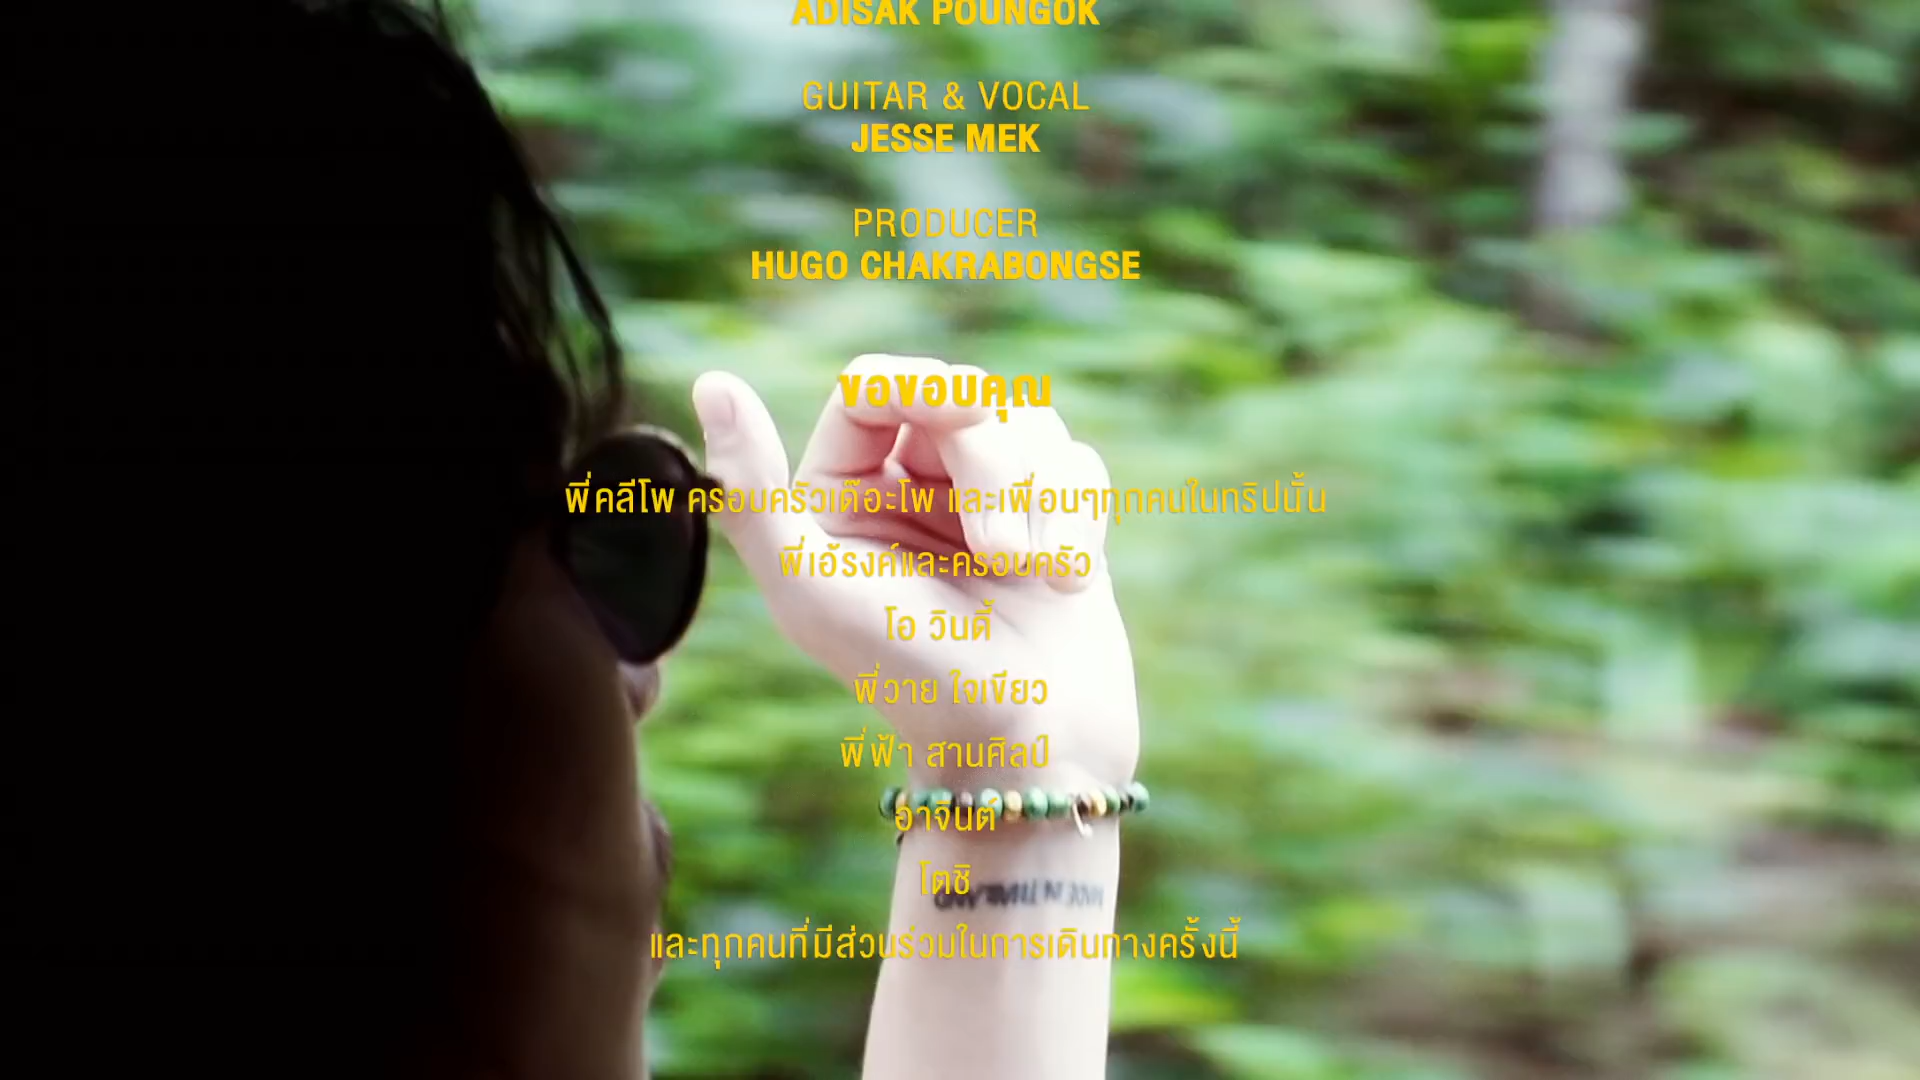 ADISAK POUNGOK
GUITAR & VOCAL
JESSE MEK
PRODUCER
HUGO CHAKRABONGSE
ขอขอบคุณ
พี่คลีโพ ครอบครัวเด๊อะโพ และเพื่อนๆทุกคนในทริปนั้น
พี่เอ้รงค์และครอบครัว
โอ วินดี้
พี่วาย ใจเขียว
พี่ฟ้า สานศิลป์
อาจินต์
โตชิ
และทุกคนที่มีส่วนร่วมในการเดินทางครั้งนี้